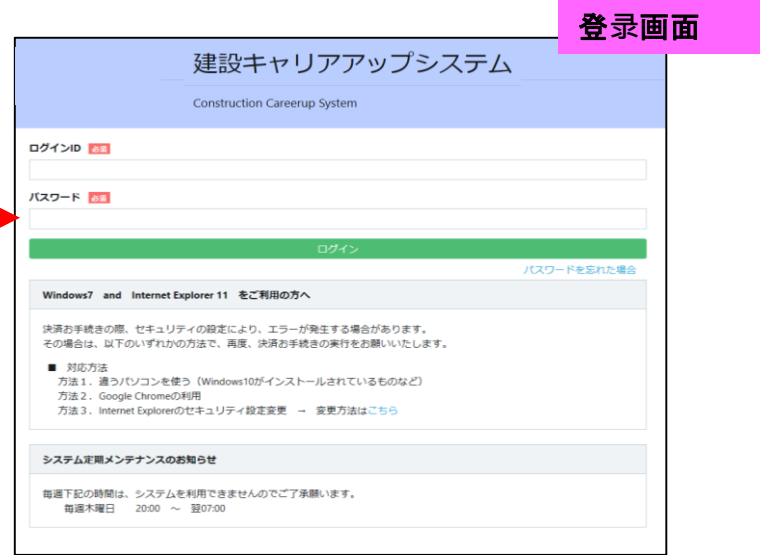 登录画面
建設キャリアアップシステム
Construction Careerup System
ログインID 必須
パスワード 必須
ログイン
パスワードを忘れた場合
Windows7 and Internet Explorer 11 をご利用の方へ
決済お手続きの際、セキュリティの設定により、エラーが発生する場合があります。
その場合は、以下のいずれかの方法で、再度、決済お手続きの実行をお願いいたします。
■ 対応方法
方法１．違うパソコンを使う（Windows10がインストールされているものなど）
方法２．Google Chromeの利用
方法３．Internet Explorerのセキュリティ設定変更 → 変更方法はこちら
システム定期メンテナンスのお知らせ
毎週下記の時間は、システムを利用できませんのでご了承願います。
毎週木曜日 20:00 ～ 翌07:00